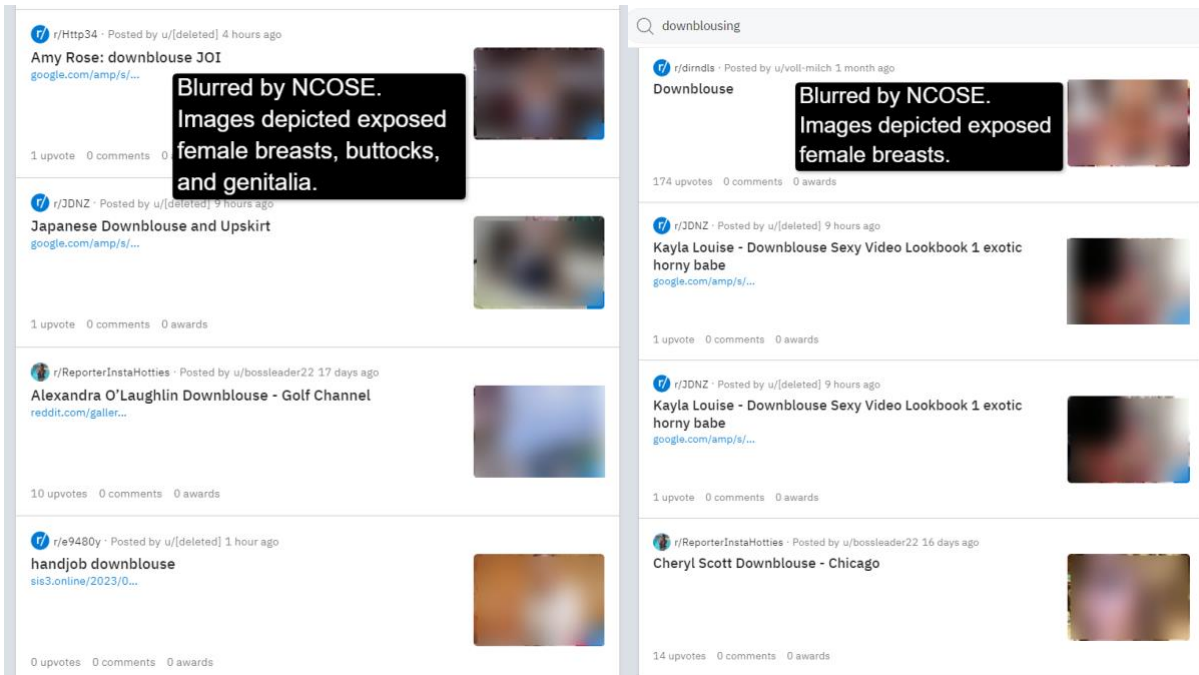 r/Http34 · Posted by u/[deleted] 4 hours ago
Amy Rose: downblouse JOI
google.com/amp/s/...
Blurred by NCOSE.
Images depicted exposed
female breasts, buttocks,
and genitalia.
1 upvote 0 comments 0
r/JDNZ · Posted by u/[deleted] 9 hours ago
Japanese Downblouse and Upskirt
google.com/amp/s/...
1 upvote 0 comments 0 awards
r/ReporterInstaHotties · Posted by u/bossleader22 17 days ago
Alexandra O'Laughlin Downblouse - Golf Channel
reddit.com/galler...
10 upvotes 0 comments 0 awards
r/e9480y · Posted by u/[deleted] 1 hour ago
handjob downblouse
sis3.online/2023/0...
0 upvotes 0 comments 0 awards
downblousing
r/dirndls · Posted by u/voll-milch 1 month ago
Downblouse
Blurred by NCOSE.
Images depicted exposed
female breasts.
174 upvotes 0 comments 0 awards
r/JDNZ · Posted by u/[deleted] 9 hours ago
Kayla Louise - Downblouse Sexy Video Lookbook 1 exotic
horny babe
google.com/amp/s/...
1 upvote 0 comments 0 awards
r/JDNZ · Posted by u/[deleted] 9 hours ago
Kayla Louise - Downblouse Sexy Video Lookbook 1 exotic
horny babe
google.com/amp/s/...
1 upvote 0 comments 0 awards
r/ReporterInstaHotties · Posted by u/bossleader22 16 days ago
Cheryl Scott Downblouse - Chicago
14 upvotes 0 comments 0 awards